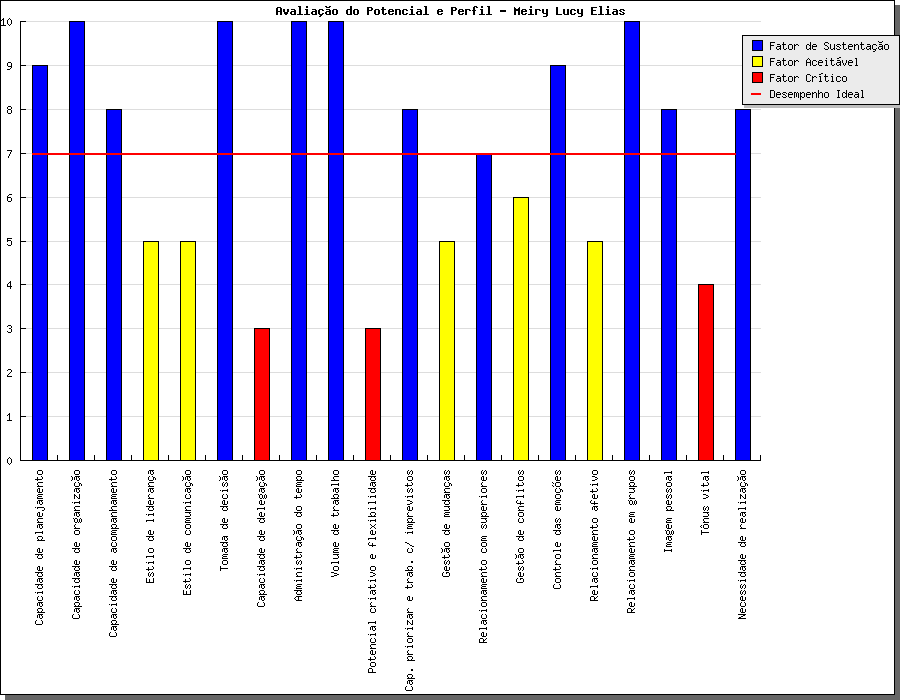 Avaliação do Potencial e Perfil - Meiry Lucy Elias
Fator de Sustentação
Fator Aceitável
Fator Crítico
Desempenho Ideal
10
9
8
7
6
5
4
3
2
1
0
Capacidade de planejamento
Capacidade de organização
Capacidade de acompanhamento
Estilo de liderança
Estilo de comunicação
Tomada de decisão
Capacidade de delegação
Administração do tempo
Volume de trabalho
Potencial criativo e flexibilidade
Cap. priorizar e trab. c/ imprevistos
Gestão de mudanças
Relacionamento com superiores
Gestão de conflitos
Controle das emoções
Relacionamento afetivo
Relacionamento em grupos
Imagem pessoal
Tônus vital
Necessidade de realização